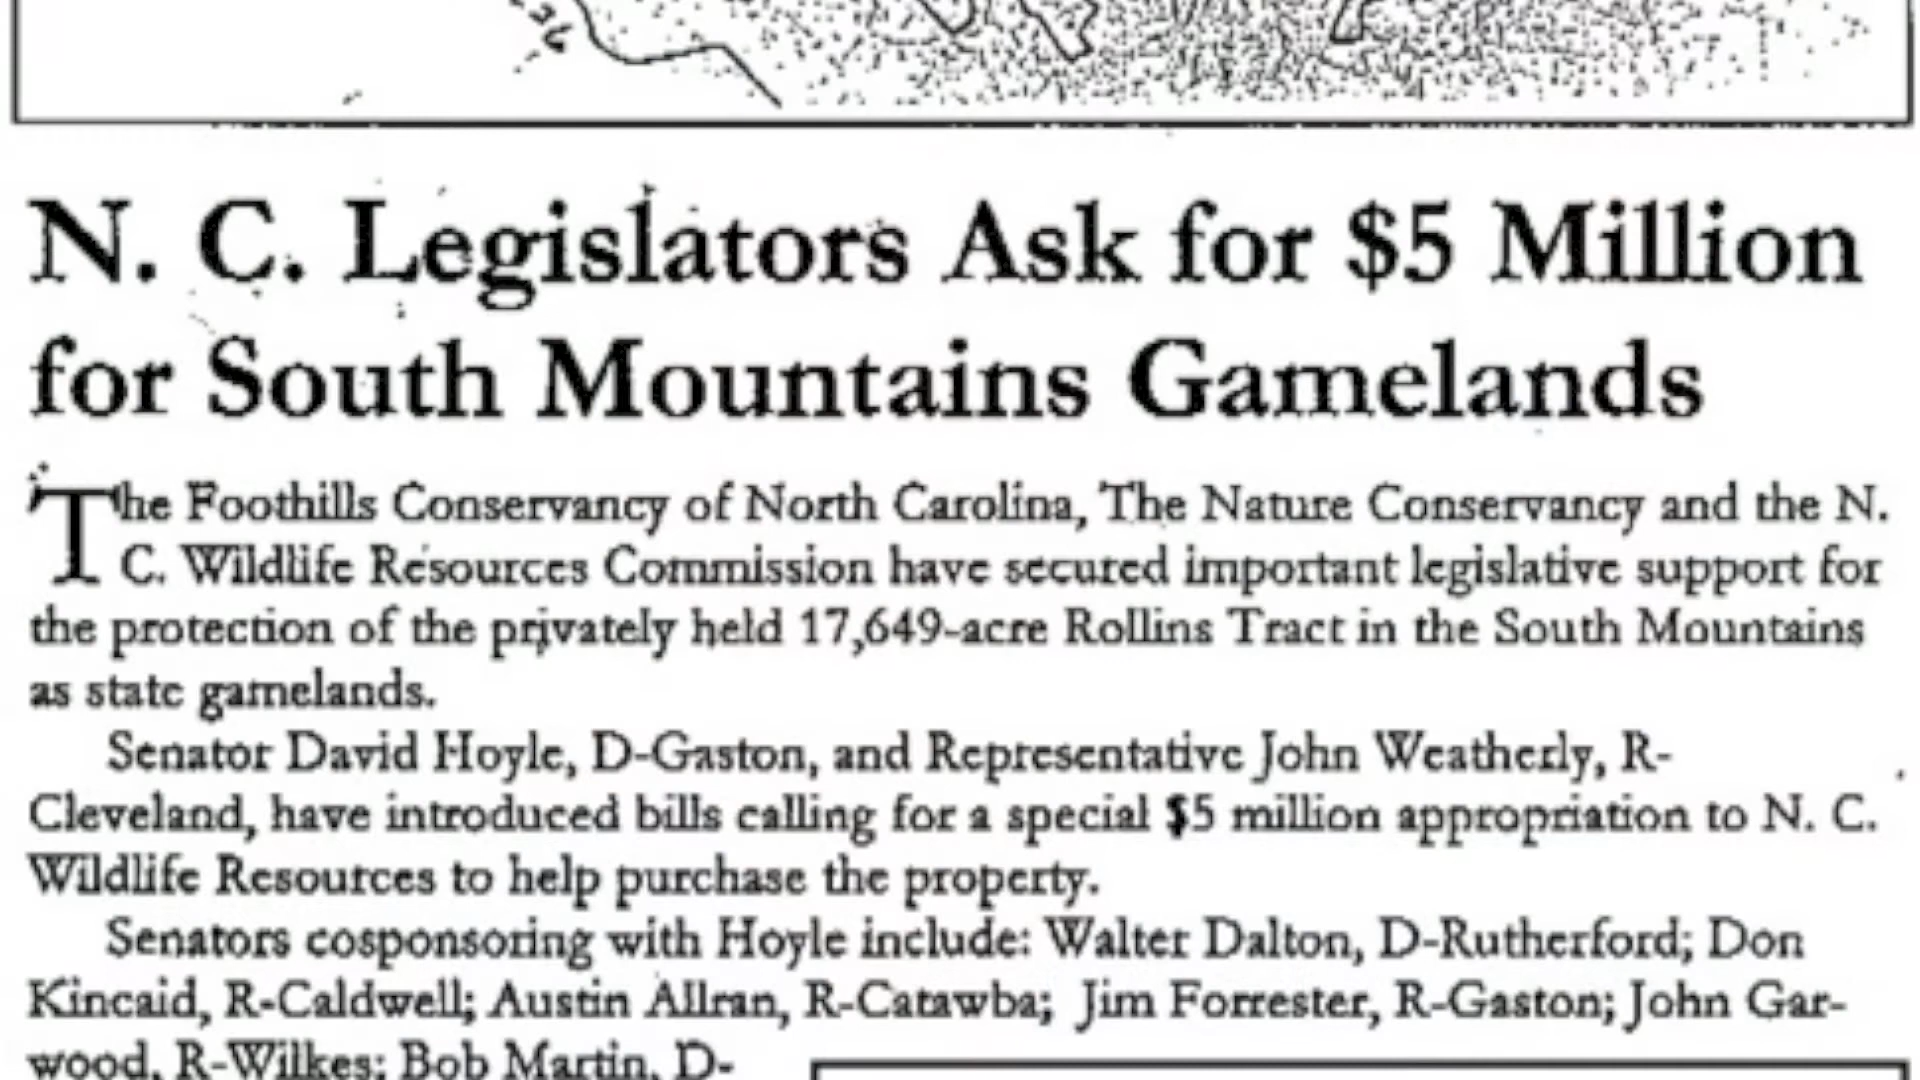 N. C. Legislators Ask for $5 Million
for South Mountains Gamelands
The Foothills Conservancy of North Carolina, The Nature Conservancy and the N.
C. Wildlife Resources Commission have secured important legislative support for
the protection of the privately held 17,649-acre Rollins Tract in the South Mountains
as state gamelands.
Senator David Hoyle, D-Gaston, and Representative John Weatherly, R-
Cleveland, have introduced bills calling for a special $5 million appropriation to N. C.
Wildlife Resources to help purchase the property.
Senators cosponsoring with Hoyle include: Walter Dalton, D-Rutherford; Don
Kincaid, R-Caldwell; Austin Allran, R-Catawba; Jim Forrester, R-Gaston; John Gar-
wood, R-Wilkes; Bob Martin, D-